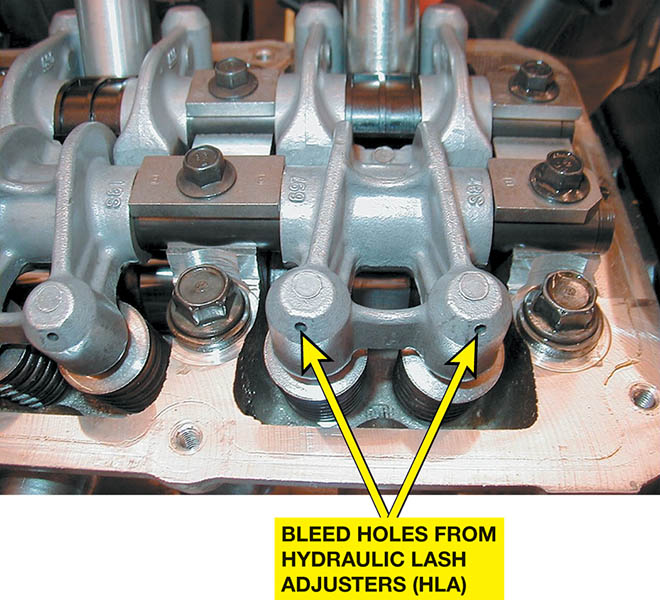 BLEED HOLES FROM
HYDRAULIC LASH
ADJUSTERS (HLA)